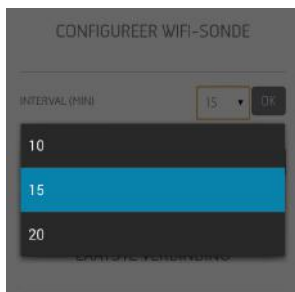 CONFIGUREER WIFI-SONDE
INTERVAL (MIN)
15
OK
10
15
20
LAATSTE VERBINDING